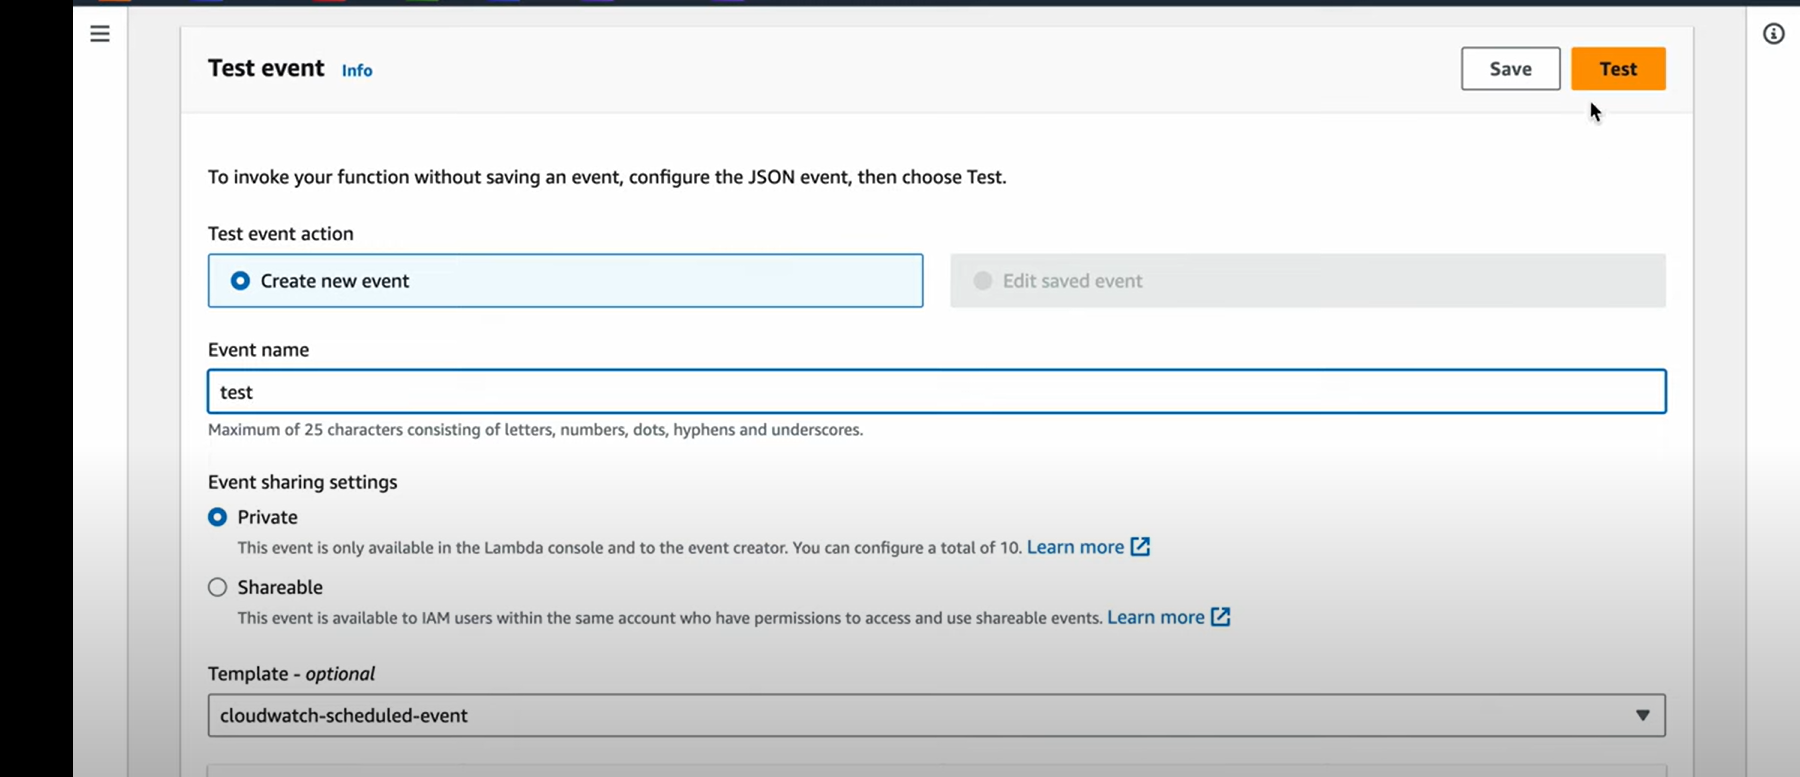 Test event Info
Save
Test
To invoke your function without saving an event, configure the JSON event, then choose Test.
Test event action
Create new event
Edit saved event
Event name
test
Maximum of 25 characters consisting of letters, numbers, dots, hyphens and underscores.
Event sharing settings
Private
This event is only available in the Lambda console and to the event creator. You can configure a total of 10. Learn more
Shareable
This event is available to IAM users within the same account who have permissions to access and use shareable events. Learn more
Template - optional
cloudwatch-scheduled-event